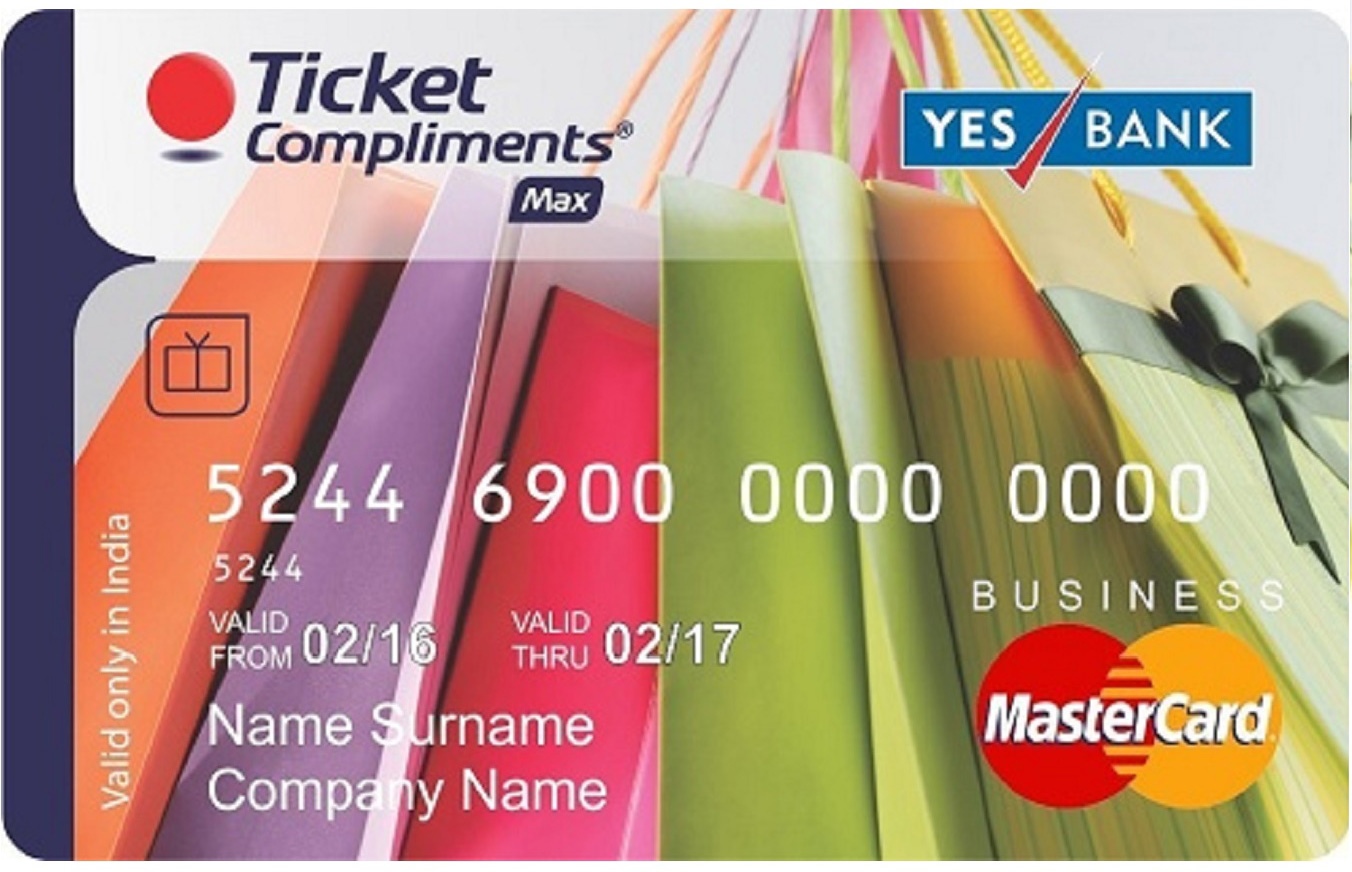 Ticket
Compliments®
Max
YES BANK
5244 6900 0000 0000
5244
BUSINESS
VALID FROM 02/16 VALID THRU 02/17
Name Surname
Company Name
MasterCard
Valid only in India